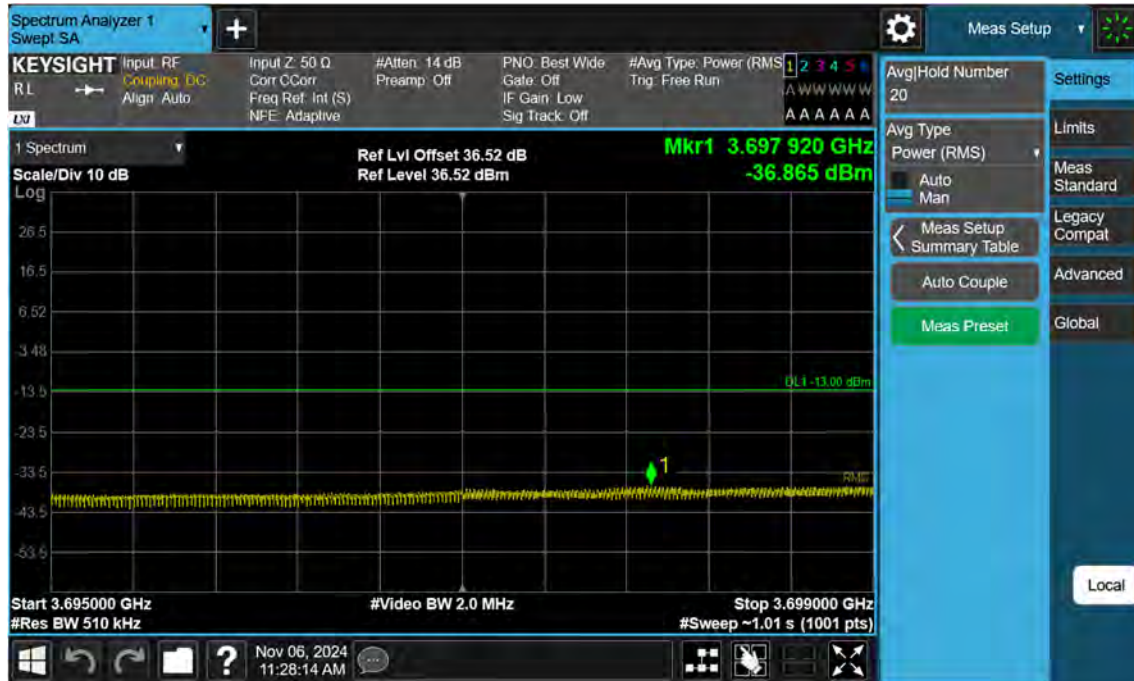 Spectrum Analyzer 1
Swept SA
+
Meas Setup
KEYSIGHT
RL
LXI
Input: RF
Coupling: DC
Align: Auto
Input Z: 50 Ω
Corr CCorr
Freq Ref: Int (S)
NFE: Adaptive
#Atten: 14 dB
Preamp: Off
PNO: Best Wide
Gate: Off
IF Gain: Low
Sig Track: Off
#Avg Type: Power (RMS
Trig: Free Run
1 2 3 4 5 6
A W W W W W
A A A A A A
1 Spectrum
Scale/Div 10 dB
Log
Ref Lvl Offset 36.52 dB
Ref Level 36.52 dBm
Mkr1 3.697 920 GHz
-36.865 dBm
26.5
16.5
6.52
-3.48
-13.5
-23.5
-33.5
-43.5
-53.5
DL1 -13.00 dBm
1
RMS
Start 3.695000 GHz
#Res BW 510 kHz
#Video BW 2.0 MHz
Stop 3.699000 GHz
#Sweep ~1.01 s (1001 pts)
Avg|Hold Number
20
Avg Type
Power (RMS)
Auto
Man
Meas Setup
Summary Table
Auto Couple
Meas Preset
Settings
Limits
Meas
Standard
Legacy
Compat
Advanced
Global
Local
?
Nov 06, 2024
11:28:14 AM